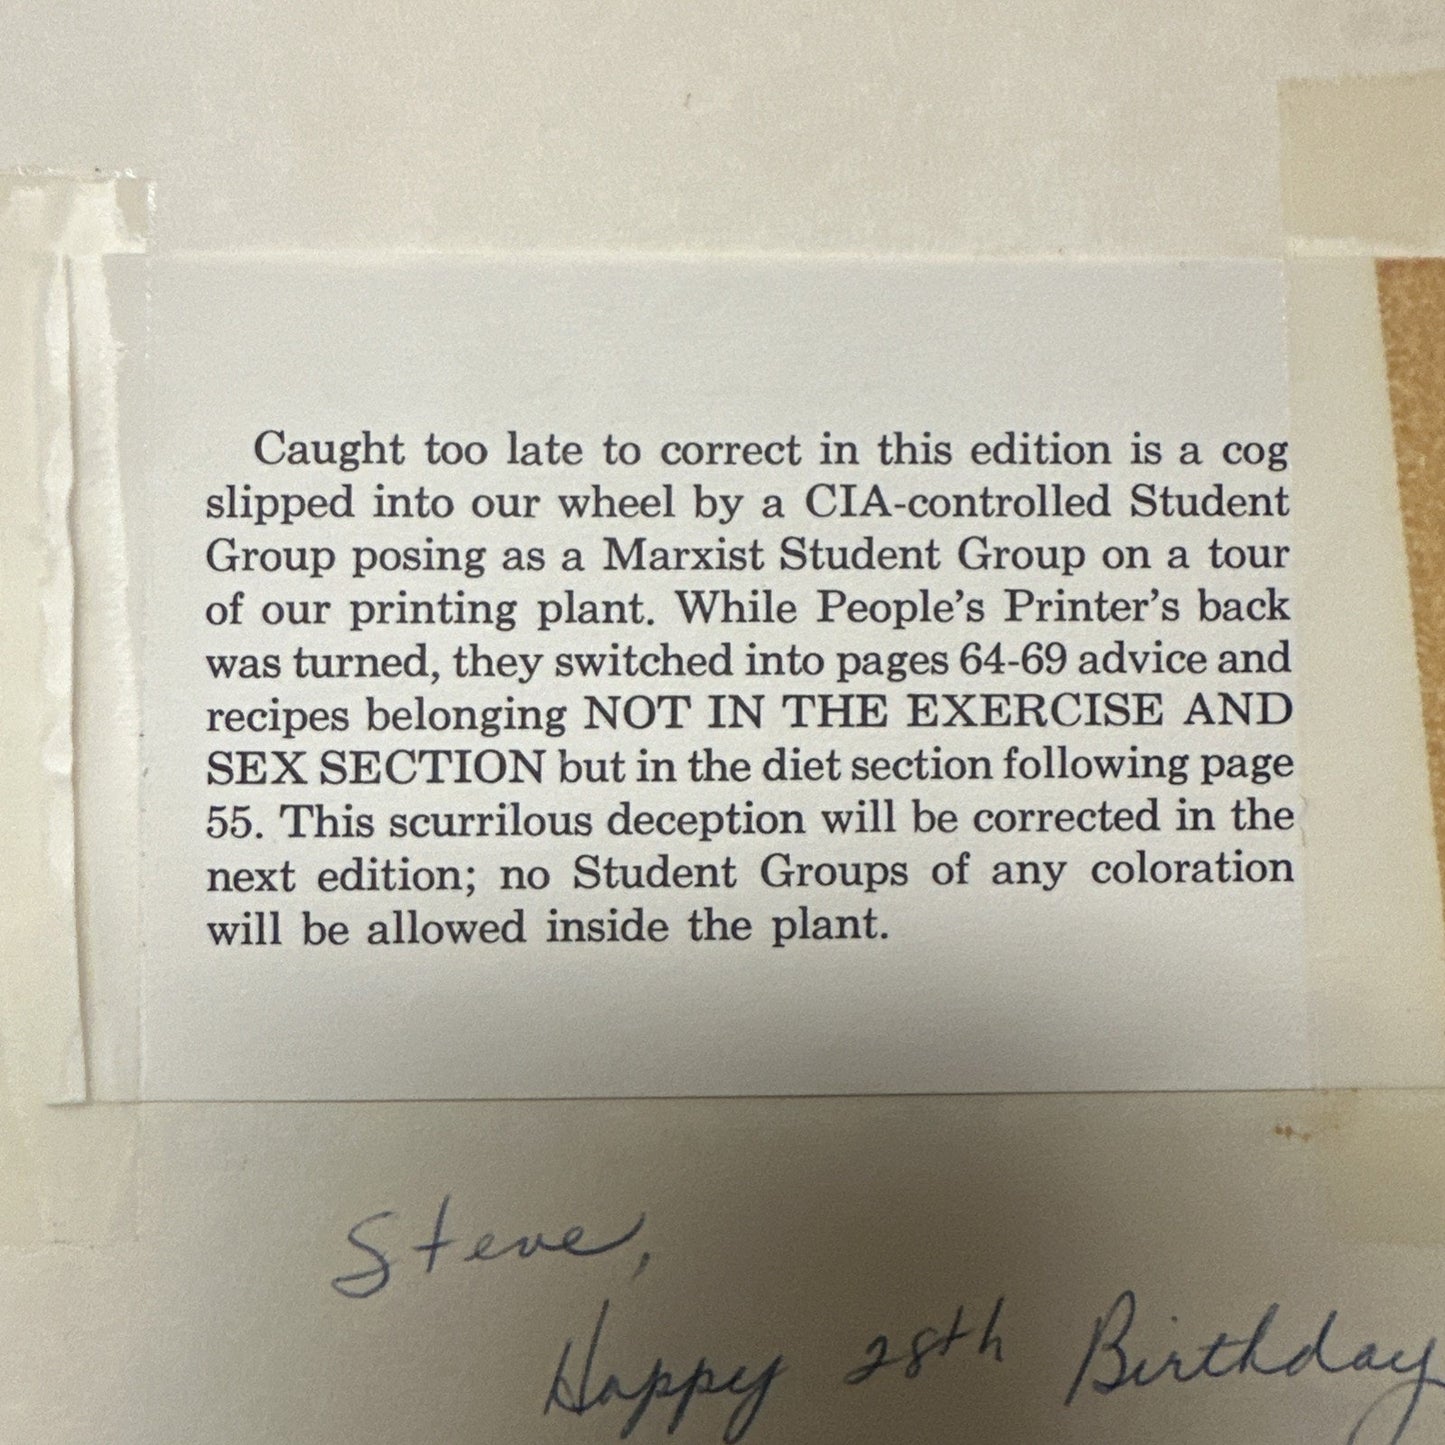 Caught too late to correct in this edition is a cog
slipped into our wheel by a CIA-controlled Student
Group posing as a Marxist Student Group on a tour
of our printing plant. While People's Printer's back
was turned, they switched into pages 64-69 advice and
recipes belonging NOT IN THE EXERCISE AND
SEX SECTION but in the diet section following page
55. This scurrilous deception will be corrected in the
next edition; no Student Groups of any coloration
will be allowed inside the plant.
Steve,
Happy 28th Birthday